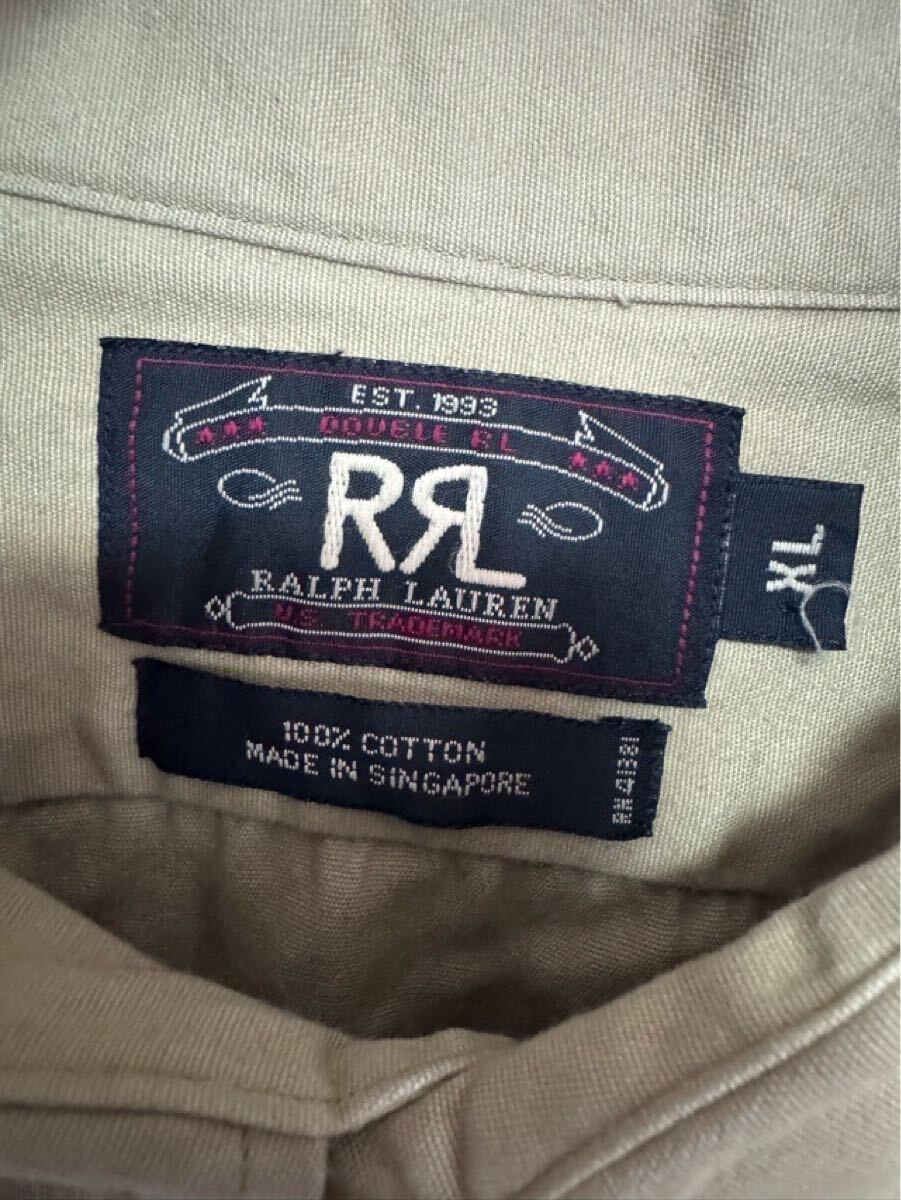 EST. 1993
DOUBLE RL
RRL
RALPH LAUREN
U.S. TRADEMARK
XL
100% COTTON
MADE IN SINGAPORE
RN 41381